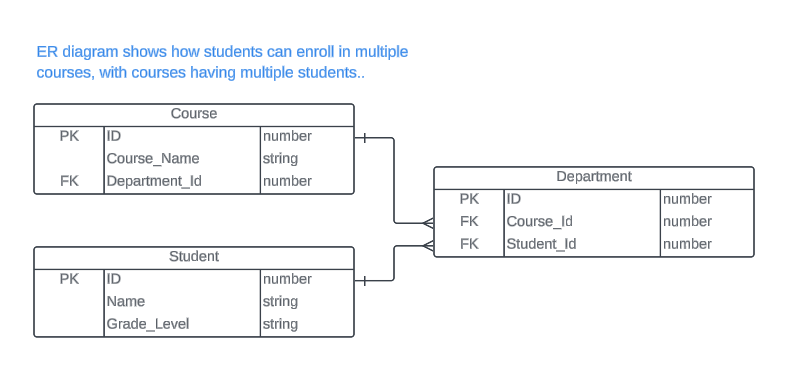 ER diagram shows how students can enroll in multiple
courses, with courses having multiple students..
Course
PK ID number
Course_Name string
FK Department_Id number
Department
PK ID number
FK Course_Id number
FK Student_Id number
Student
PK ID number
Name string
Grade_Level string